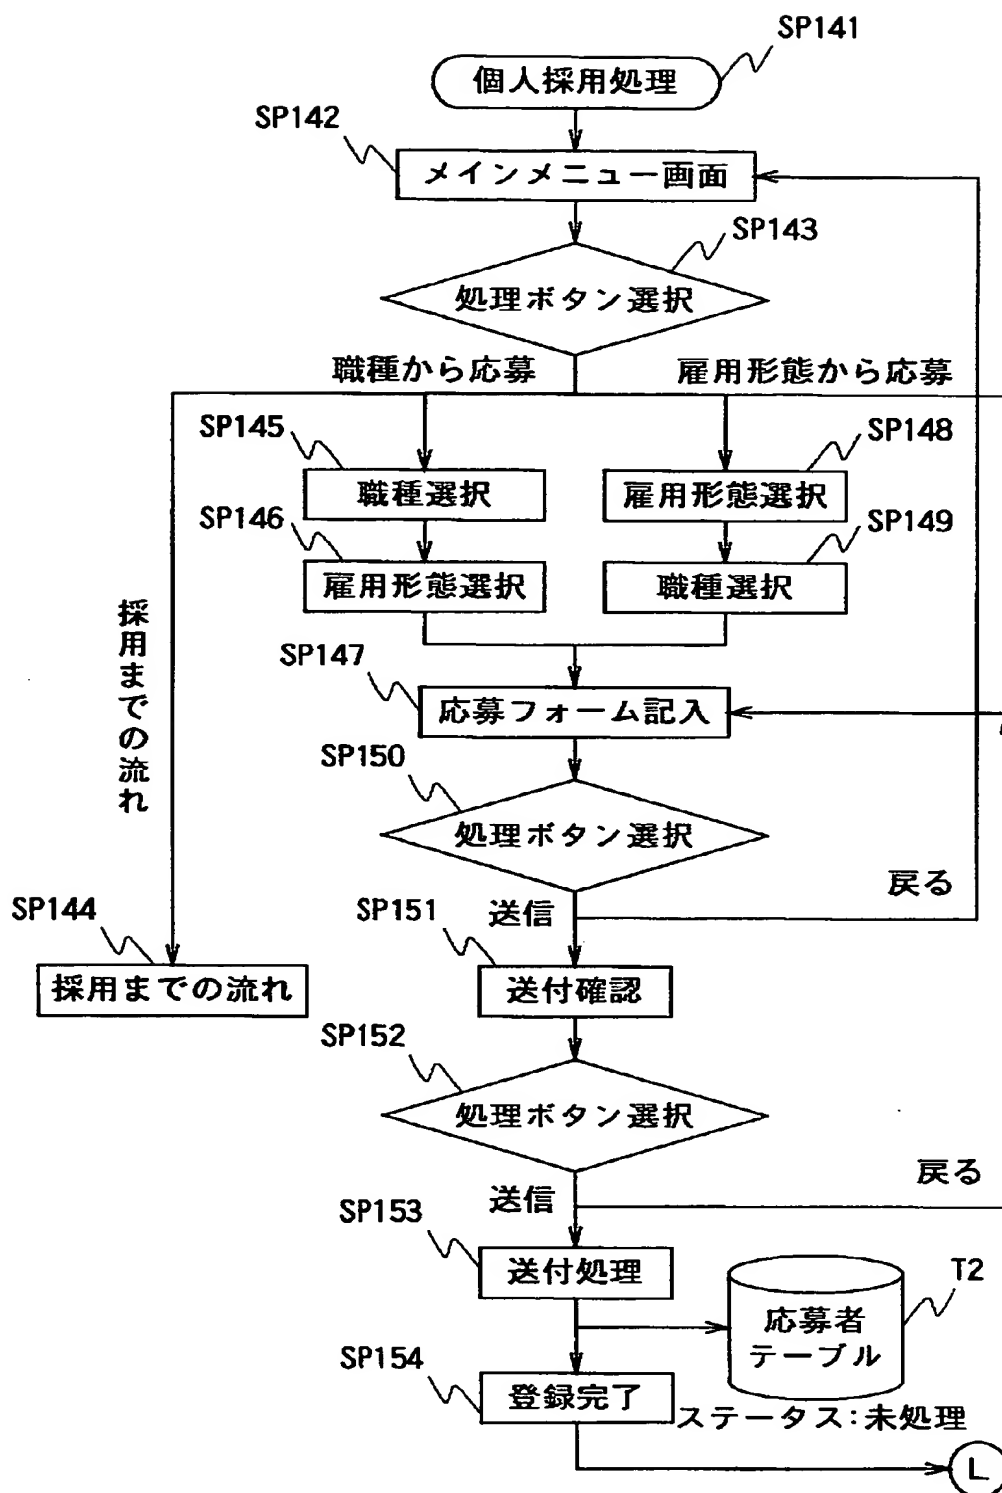 SP141
個人採用処理
SP142
メインメニュー画面
SP143
処理ボタン選択
職種から応募
雇用形態から応募
SP145
SP148
職種選択
雇用形態選択
SP146
SP149
雇用形態選択
職種選択
採用までの流れ
SP147
応募フォーム記入
SP150
処理ボタン選択
戻る
SP144
SP151
送信
採用までの流れ
送付確認
SP152
処理ボタン選択
戻る
送信
SP153
送付処理
T2
応募者
テーブル
SP154
登録完了
ステータス:未処理
L